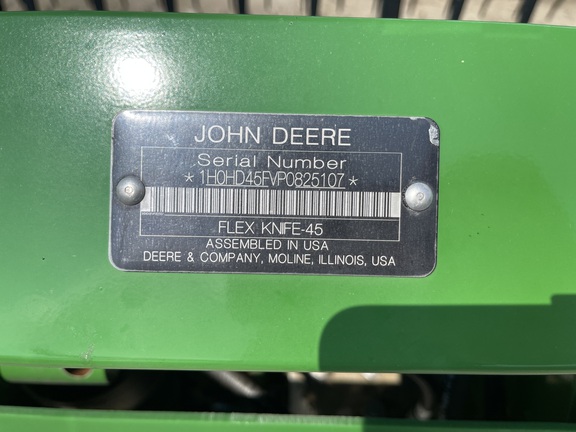 JOHN DEERE
Serial Number
*1H0HD45FVP0825107*
FLEX KNIFE-45
ASSEMBLED IN USA
DEERE & COMPANY, MOLINE, ILLINOIS, USA